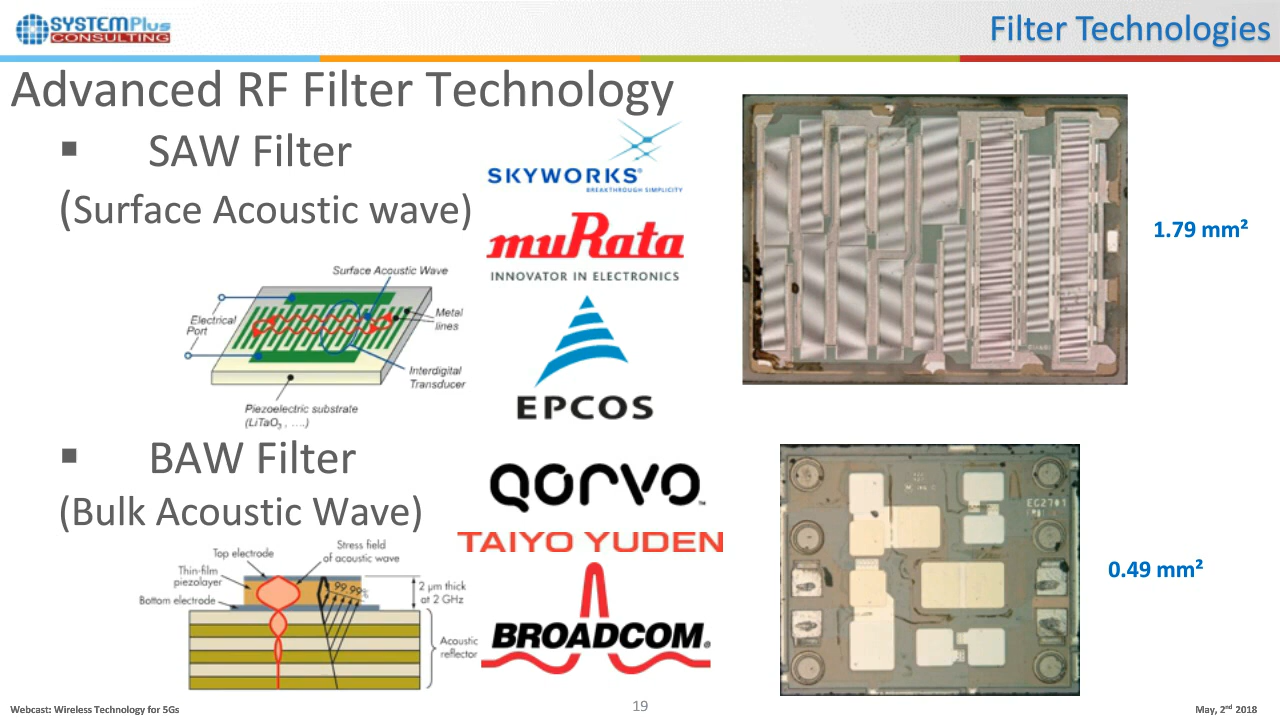 SYSTEMPlus
CONSULTING
Filter Technologies
Advanced RF Filter Technology
▪ SAW Filter
(Surface Acoustic wave)
Surface Acoustic Wave
Electrical
Port
Metal
lines
Interdigital
Transducer
Piezoelectric substrate
(LiTaO3 , ....)
SKYWORKS®
BREAKTHROUGH SIMPLICITY
muRata
INNOVATOR IN ELECTRONICS
EPCOS
1.79 mm²
▪ BAW Filter
(Bulk Acoustic Wave)
Top electrode
Stress field
of acoustic wave
Thin-film
piezolayer
Bottom electrode
99.99%
2 µm thick
at 2 GHz
Acoustic
reflector
QORVO™
TAIYO YUDEN
BROADCOM®
EC2701
0.49 mm²
Webcast: Wireless Technology for 5Gs
19
May, 2nd 2018